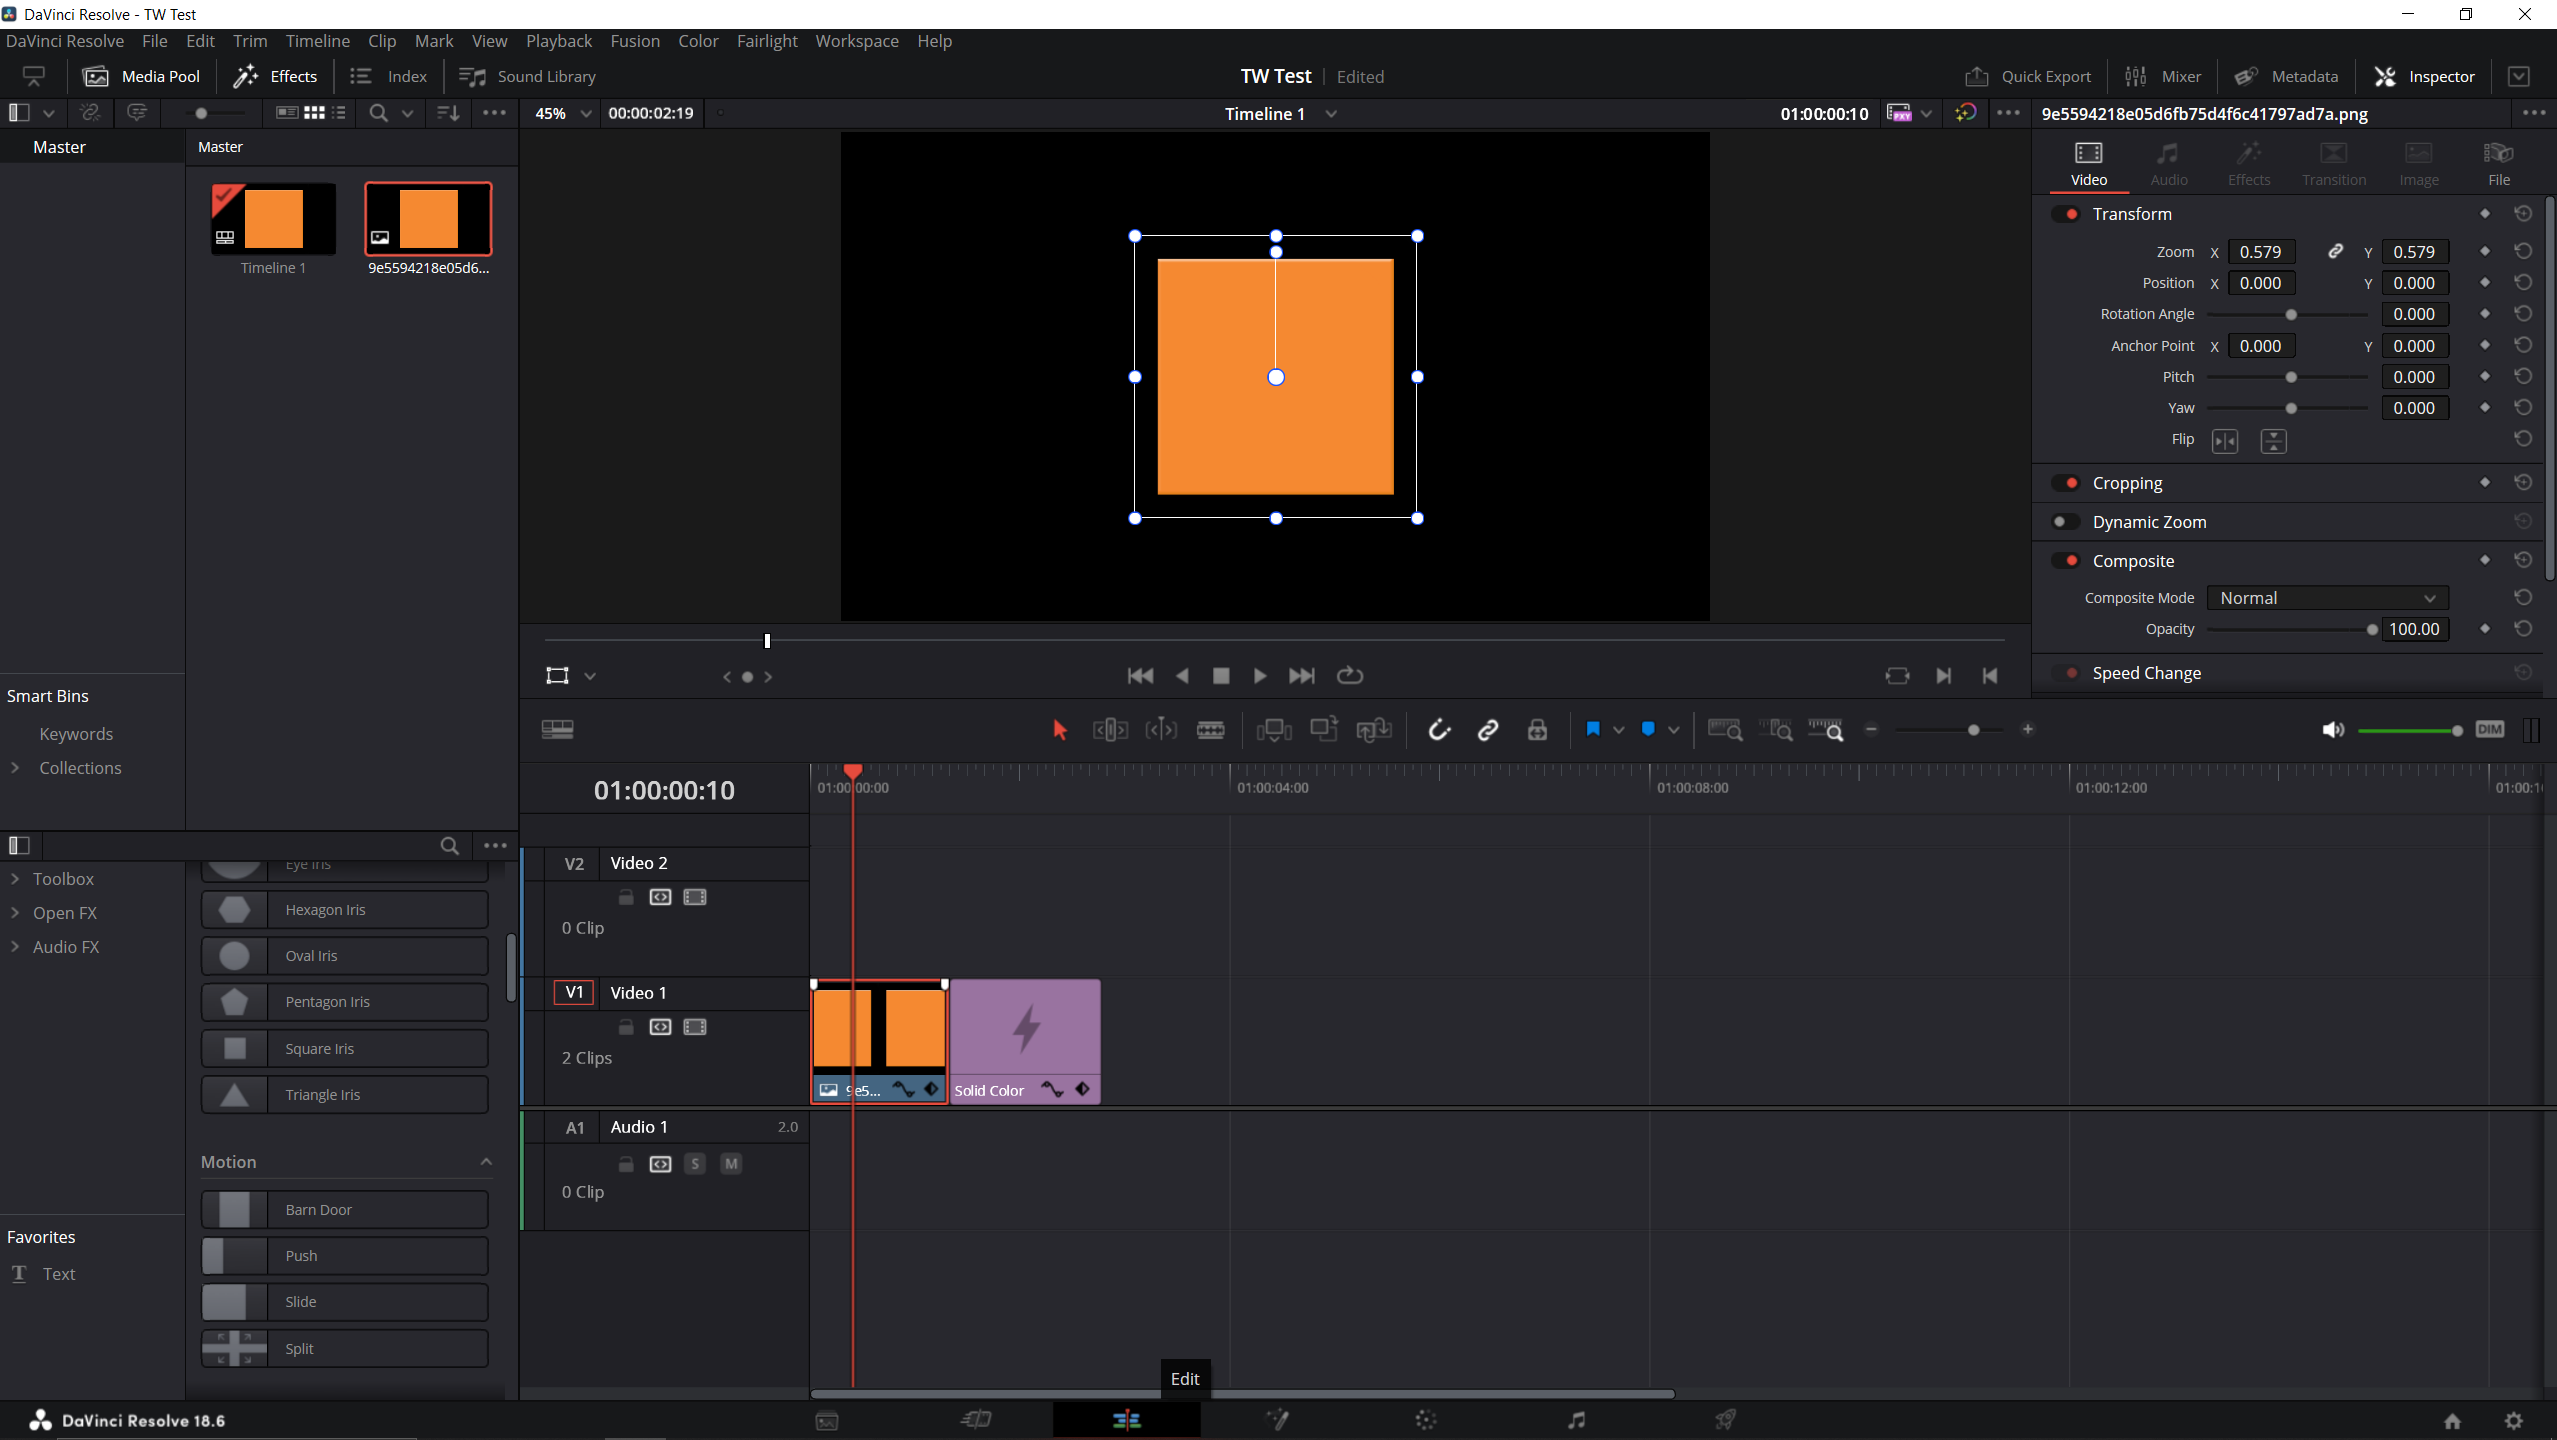 DaVinci Resolve - TW Test
DaVinci Resolve File Edit Trim Timeline Clip Mark View Playback Fusion Color Fairlight Workspace Help
Media Pool Effects Index Sound Library TW Test Edited Quick Export Mixer Metadata Inspector
45% 00:00:02:19 Timeline 1 01:00:00:10 9e5594218e05d6fb75d4f6c41797ad7a.png
Master Master
Video Audio Effects Transition Image File
Timeline 1 9e5594218e05d6...
Transform
Zoom X 0.579 Y 0.579
Position X 0.000 Y 0.000
Rotation Angle 0.000
Anchor Point X 0.000 Y 0.000
Pitch 0.000
Yaw 0.000
Flip
Cropping
Dynamic Zoom
Composite
Composite Mode Normal
Opacity 100.00
Speed Change
Smart Bins
Keywords
Collections
DIM
01:00:00:10
01:00:00:00 01:00:04:00 01:00:08:00 01:00:12:00
Toolbox
Open FX
Audio FX
Eye Iris
Hexagon Iris
Oval Iris
Pentagon Iris
Square Iris
Triangle Iris
Motion
Barn Door
Push
Slide
Split
Favorites
Text
V2 Video 2
0 Clip
V1 Video 1
2 Clips
9e5... Solid Color
A1 Audio 1 2.0
S M
0 Clip
Edit
DaVinci Resolve 18.6